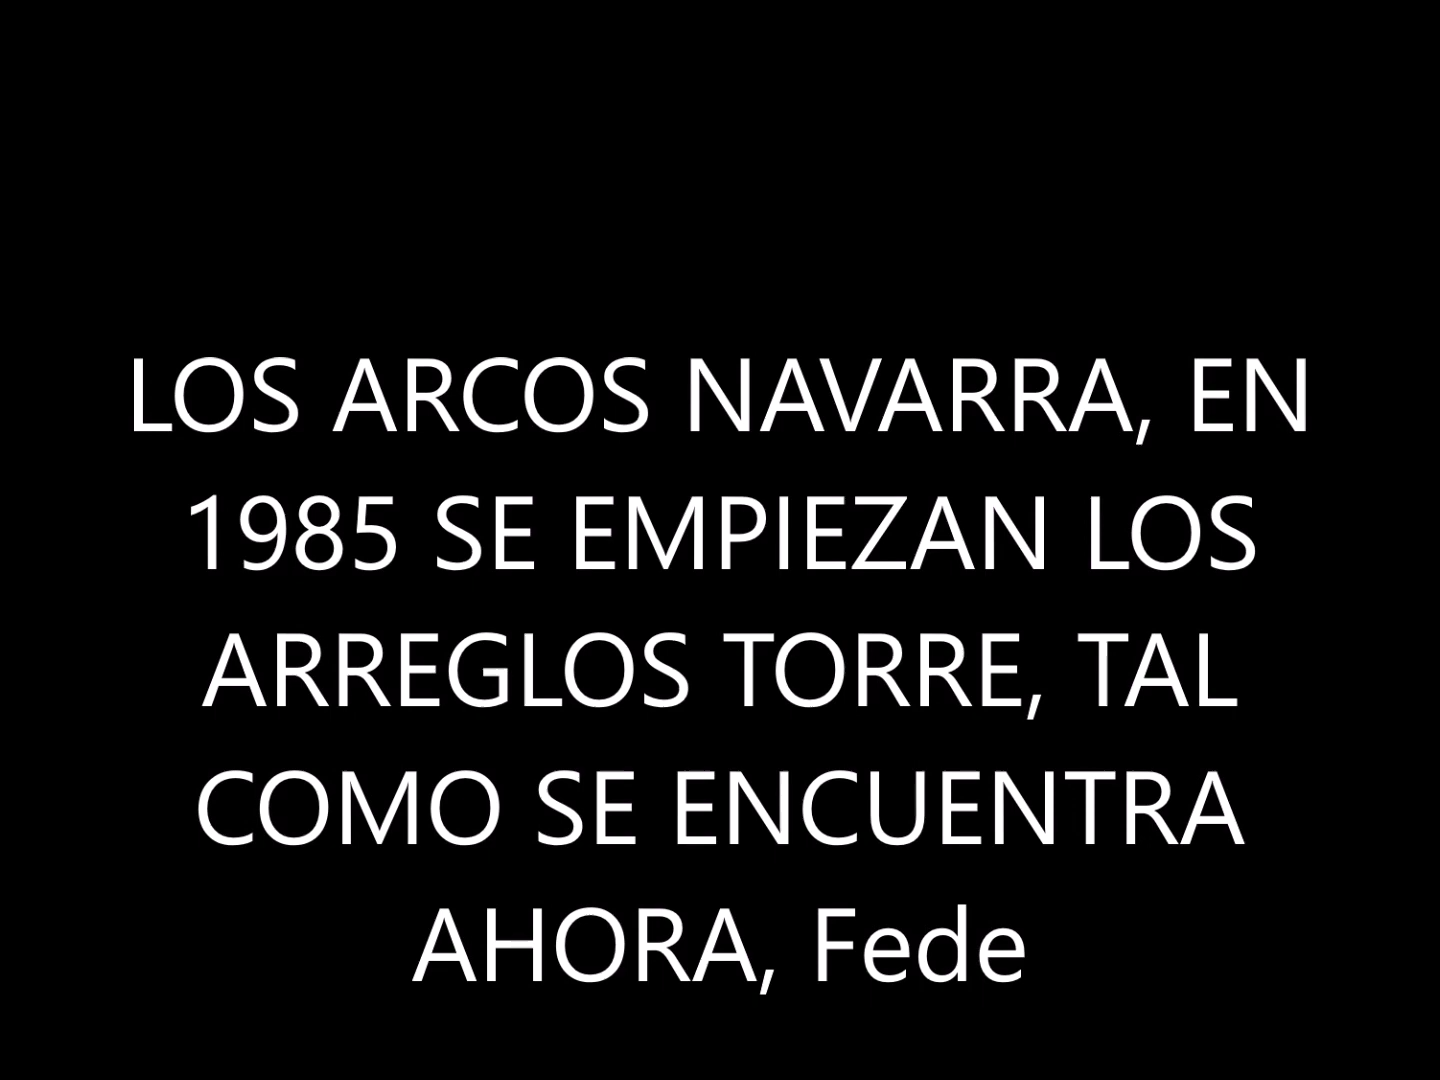 LOS ARCOS NAVARRA, EN
1985 SE EMPIEZAN LOS
ARREGLOS TORRE, TAL
COMO SE ENCUENTRA
AHORA, Fede